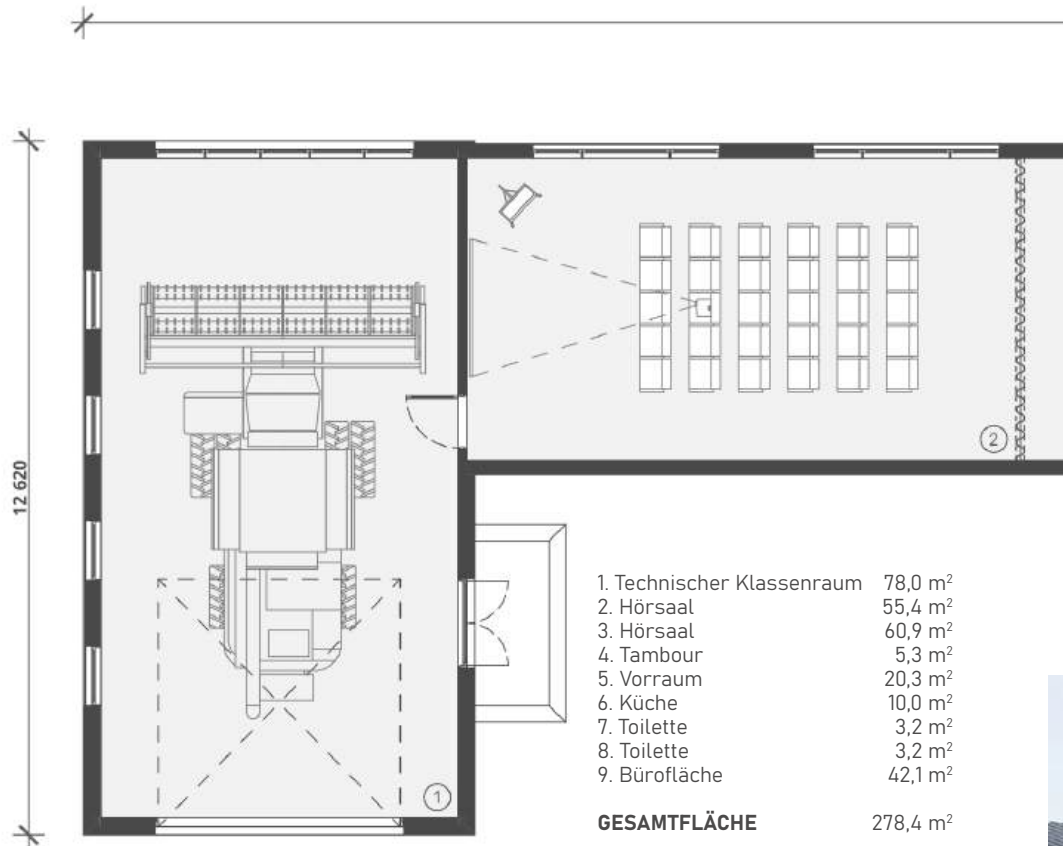 12 620
2
1
1. Technischer Klassenraum 78,0 m²
2. Hörsaal 55,4 m²
3. Hörsaal 60,9 m²
4. Tambour 5,3 m²
5. Vorraum 20,3 m²
6. Küche 10,0 m²
7. Toilette 3,2 m²
8. Toilette 3,2 m²
9. Bürofläche 42,1 m²
GESAMTFLÄCHE 278,4 m²